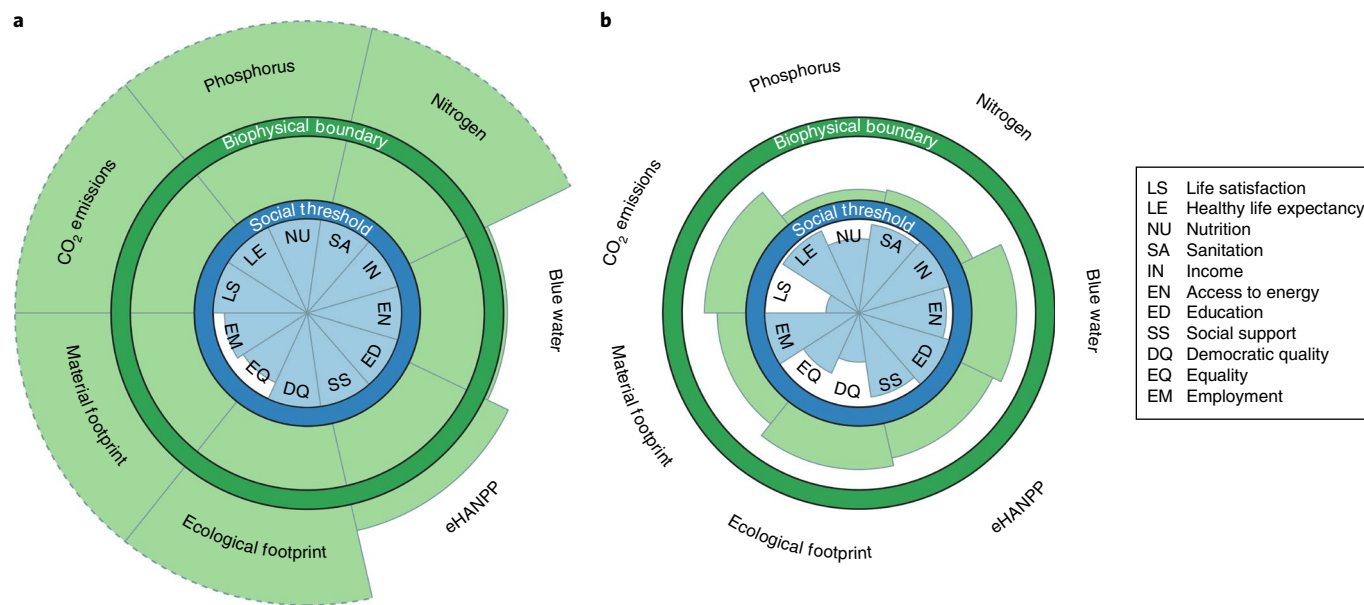 a
Phosphorus
Nitrogen
CO2 emissions
Biophysical boundary
Social threshold
LS
LE
NU
SA
IN
EN
ED
SS
DQ
EQ
EM
Blue water
Material footprint
Ecological footprint
eHANPP
b
Phosphorus
Nitrogen
CO2 emissions
Biophysical boundary
Social threshold
LS
LE
NU
SA
IN
EN
ED
SS
DQ
EQ
EM
Blue water
Material footprint
Ecological footprint
eHANPP
LS Life satisfaction
LE Healthy life expectancy
NU Nutrition
SA Sanitation
IN Income
EN Access to energy
ED Education
SS Social support
DQ Democratic quality
EQ Equality
EM Employment